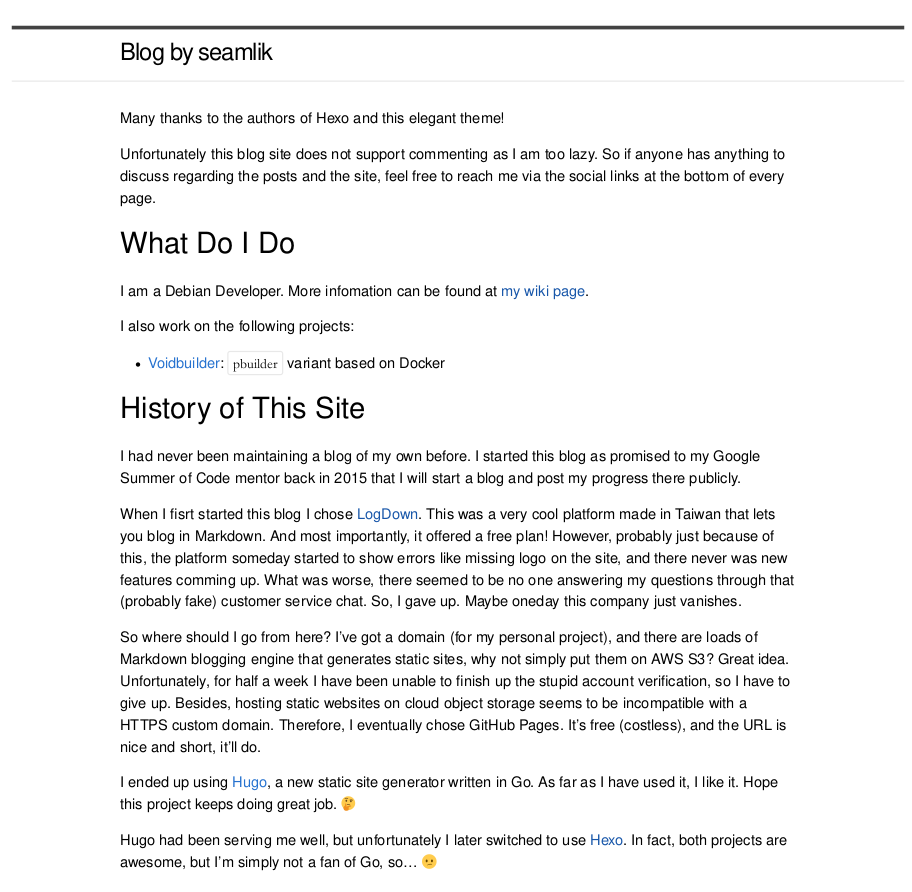 Blog by seamlik
Many thanks to the authors of Hexo and this elegant theme!
Unfortunately this blog site does not support commenting as I am too lazy. So if anyone has anything to
discuss regarding the posts and the site, feel free to reach me via the social links at the bottom of every
page.
What Do I Do
I am a Debian Developer. More infomation can be found at my wiki page.
I also work on the following projects:
• Voidbuilder: pbuilder variant based on Docker
History of This Site
I had never been maintaining a blog of my own before. I started this blog as promised to my Google
Summer of Code mentor back in 2015 that I will start a blog and post my progress there publicly.
When I fisrt started this blog I chose LogDown. This was a very cool platform made in Taiwan that lets
you blog in Markdown. And most importantly, it offered a free plan! However, probably just because of
this, the platform someday started to show errors like missing logo on the site, and there never was new
features comming up. What was worse, there seemed to be no one answering my questions through that
(probably fake) customer service chat. So, I gave up. Maybe oneday this company just vanishes.
So where should I go from here? I’ve got a domain (for my personal project), and there are loads of
Markdown blogging engine that generates static sites, why not simply put them on AWS S3? Great idea.
Unfortunately, for half a week I have been unable to finish up the stupid account verification, so I have to
give up. Besides, hosting static websites on cloud object storage seems to be incompatible with a
HTTPS custom domain. Therefore, I eventually chose GitHub Pages. It’s free (costless), and the URL is
nice and short, it’ll do.
I ended up using Hugo, a new static site generator written in Go. As far as I have used it, I like it. Hope
this project keeps doing great job. 🤔
Hugo had been serving me well, but unfortunately I later switched to use Hexo. In fact, both projects are
awesome, but I’m simply not a fan of Go, so… 😕